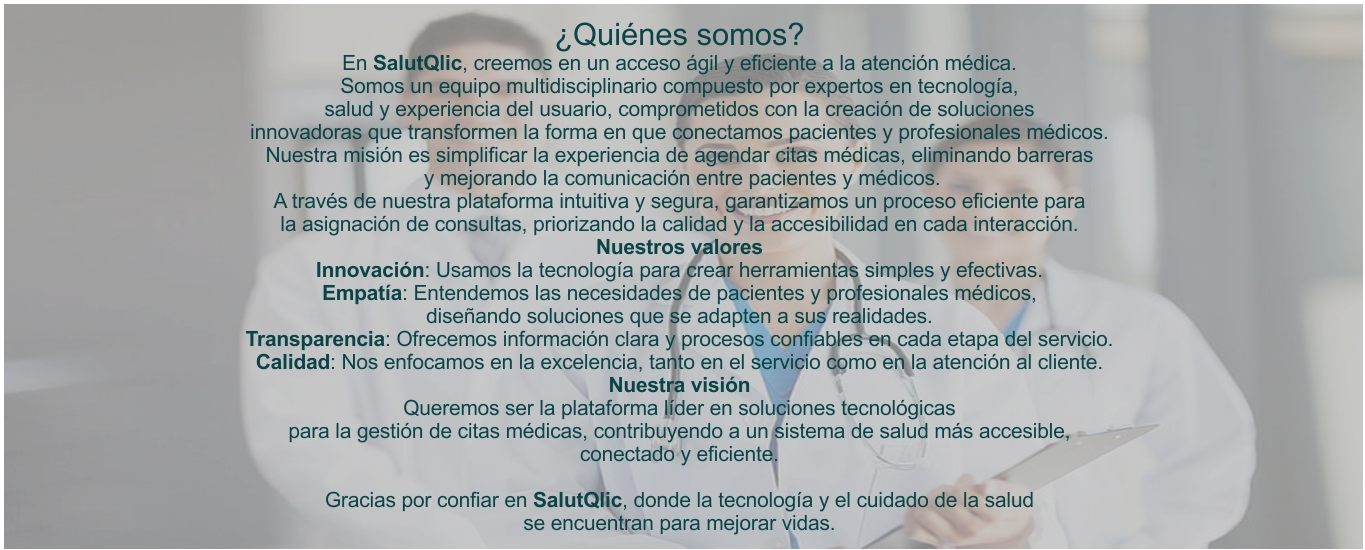 ¿Quiénes somos?
En SalutQlic, creemos en un acceso ágil y eficiente a la atención médica.
Somos un equipo multidisciplinario compuesto por expertos en tecnología,
salud y experiencia del usuario, comprometidos con la creación de soluciones
innovadoras que transformen la forma en que conectamos pacientes y profesionales médicos.
Nuestra misión es simplificar la experiencia de agendar citas médicas, eliminando barreras
y mejorando la comunicación entre pacientes y médicos.
A través de nuestra plataforma intuitiva y segura, garantizamos un proceso eficiente para
la asignación de consultas, priorizando la calidad y la accesibilidad en cada interacción.
Nuestros valores
Innovación: Usamos la tecnología para crear herramientas simples y efectivas.
Empatía: Entendemos las necesidades de pacientes y profesionales médicos,
diseñando soluciones que se adapten a sus realidades.
Transparencia: Ofrecemos información clara y procesos confiables en cada etapa del servicio.
Calidad: Nos enfocamos en la excelencia, tanto en el servicio como en la atención al cliente.
Nuestra visión
Queremos ser la plataforma líder en soluciones tecnológicas
para la gestión de citas médicas, contribuyendo a un sistema de salud más accesible,
conectado y eficiente.
Gracias por confiar en SalutQlic, donde la tecnología y el cuidado de la salud
se encuentran para mejorar vidas.